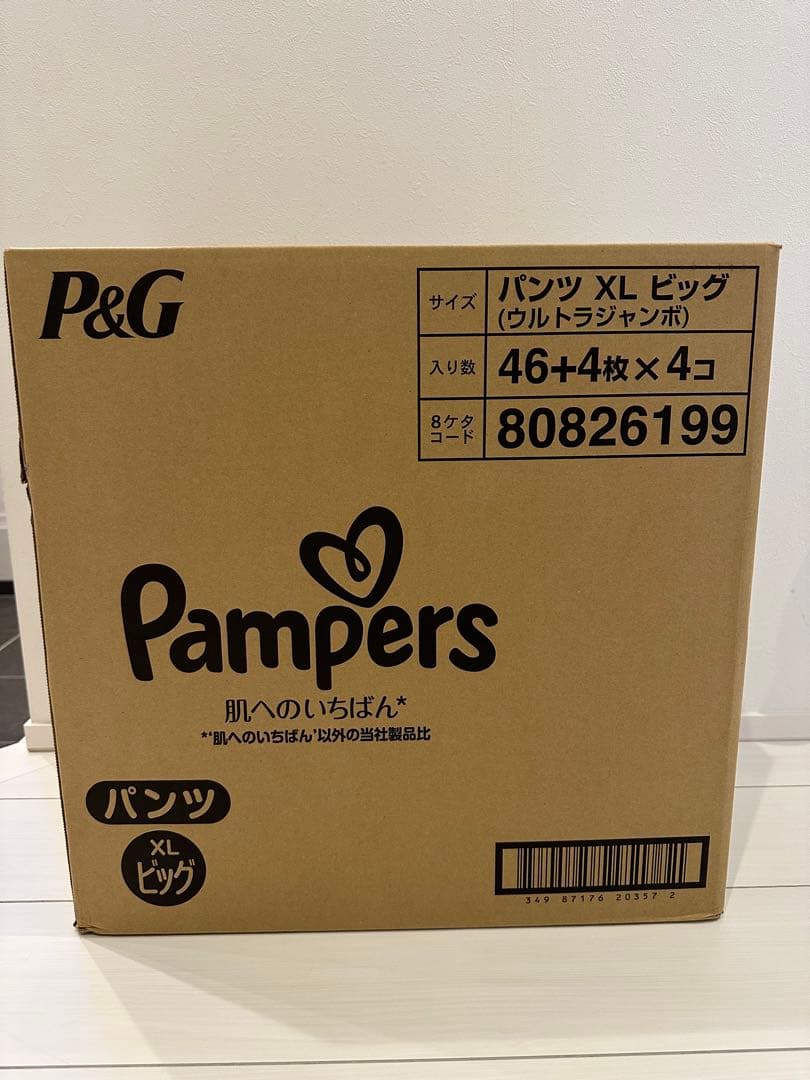 P&G
サイズ パンツ XL ビッグ
(ウルトラジャンボ)
入り数 46+4枚×4コ
8ケタ
コード 80826199
Pampers
肌へのいちばん*
*'肌へのいちばん'以外の当社製品比
パンツ
XL
ビッグ
349 87176 20357 2